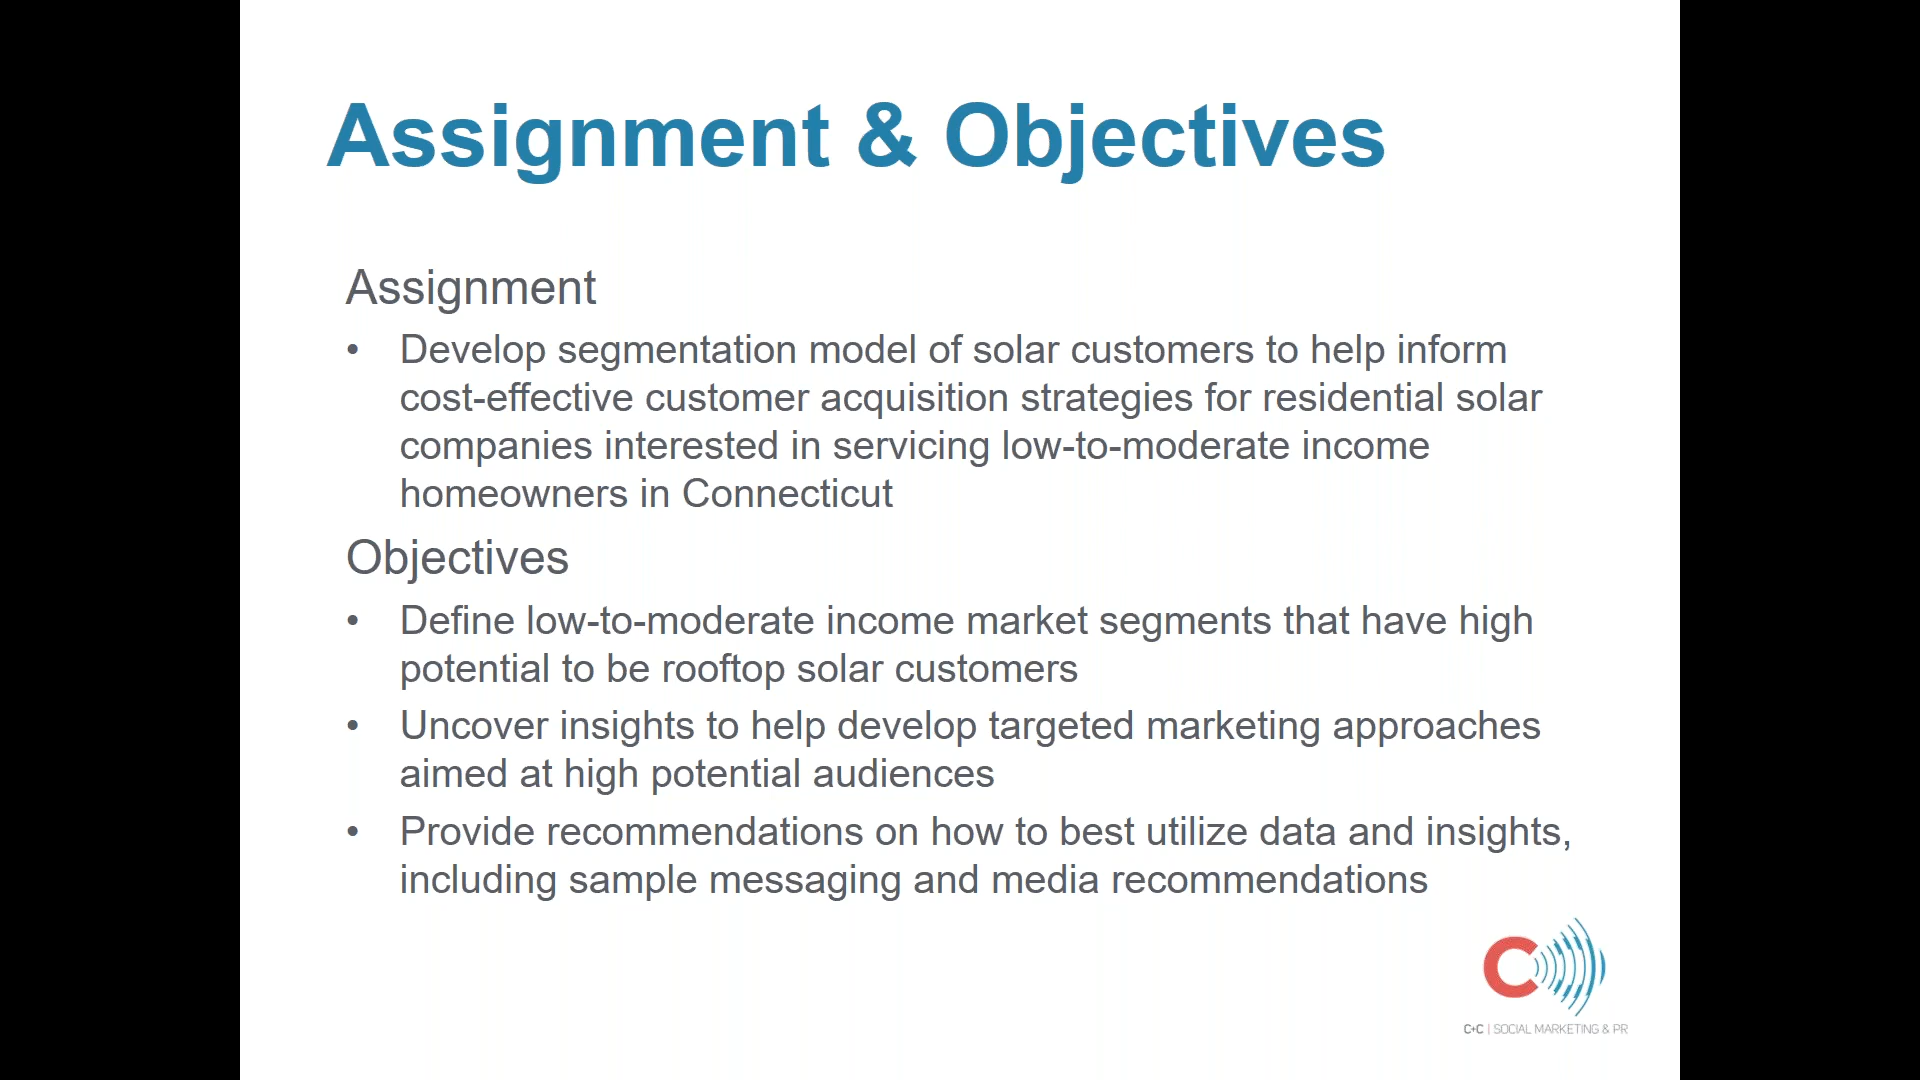 Assignment & Objectives
Assignment
• Develop segmentation model of solar customers to help inform
cost-effective customer acquisition strategies for residential solar
companies interested in servicing low-to-moderate income
homeowners in Connecticut
Objectives
• Define low-to-moderate income market segments that have high
potential to be rooftop solar customers
• Uncover insights to help develop targeted marketing approaches
aimed at high potential audiences
• Provide recommendations on how to best utilize data and insights,
including sample messaging and media recommendations
C+C | SOCIAL MARKETING & PR